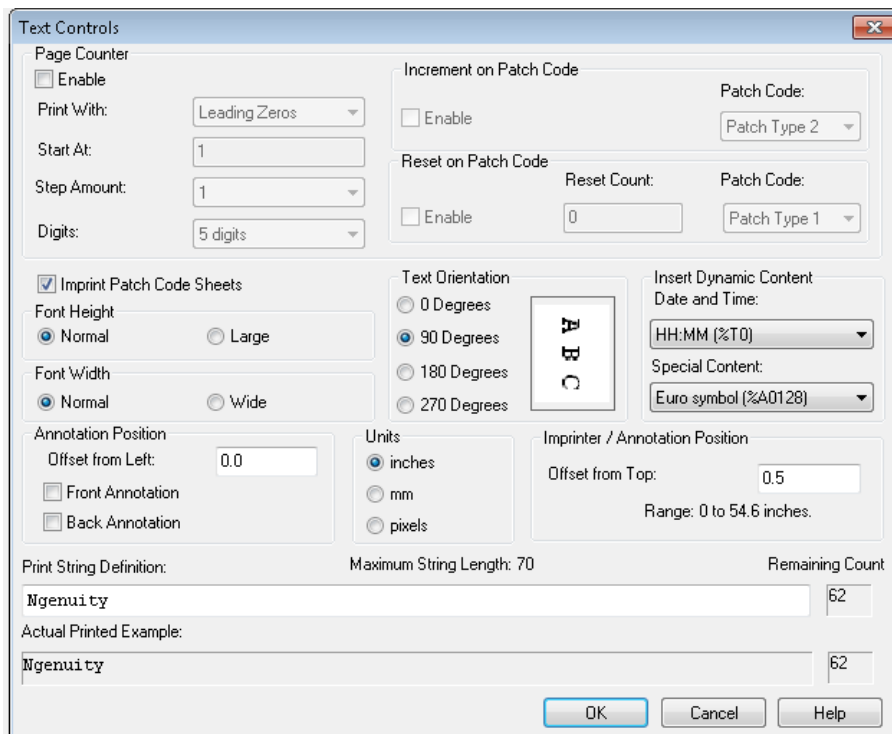 Text Controls
Page Counter
Enable
Print With:
Leading Zeros
Start At:
1
Step Amount:
1
Digits:
5 digits
Increment on Patch Code
Patch Code:
Enable
Patch Type 2
Reset on Patch Code
Reset Count:
Patch Code:
Enable
0
Patch Type 1
Imprint Patch Code Sheets
Font Height
Normal
Large
Font Width
Normal
Wide
Text Orientation
0 Degrees
90 Degrees
180 Degrees
270 Degrees
A B C
Insert Dynamic Content
Date and Time:
HH:MM (%T0)
Special Content:
Euro symbol (%A0128)
Annotation Position
Offset from Left:
0.0
Front Annotation
Back Annotation
Units
inches
mm
pixels
Imprinter / Annotation Position
Offset from Top:
0.5
Range: 0 to 54.6 inches.
Print String Definition:
Maximum String Length: 70
Remaining Count
Ngenuity
62
Actual Printed Example:
Ngenuity
62
OK
Cancel
Help